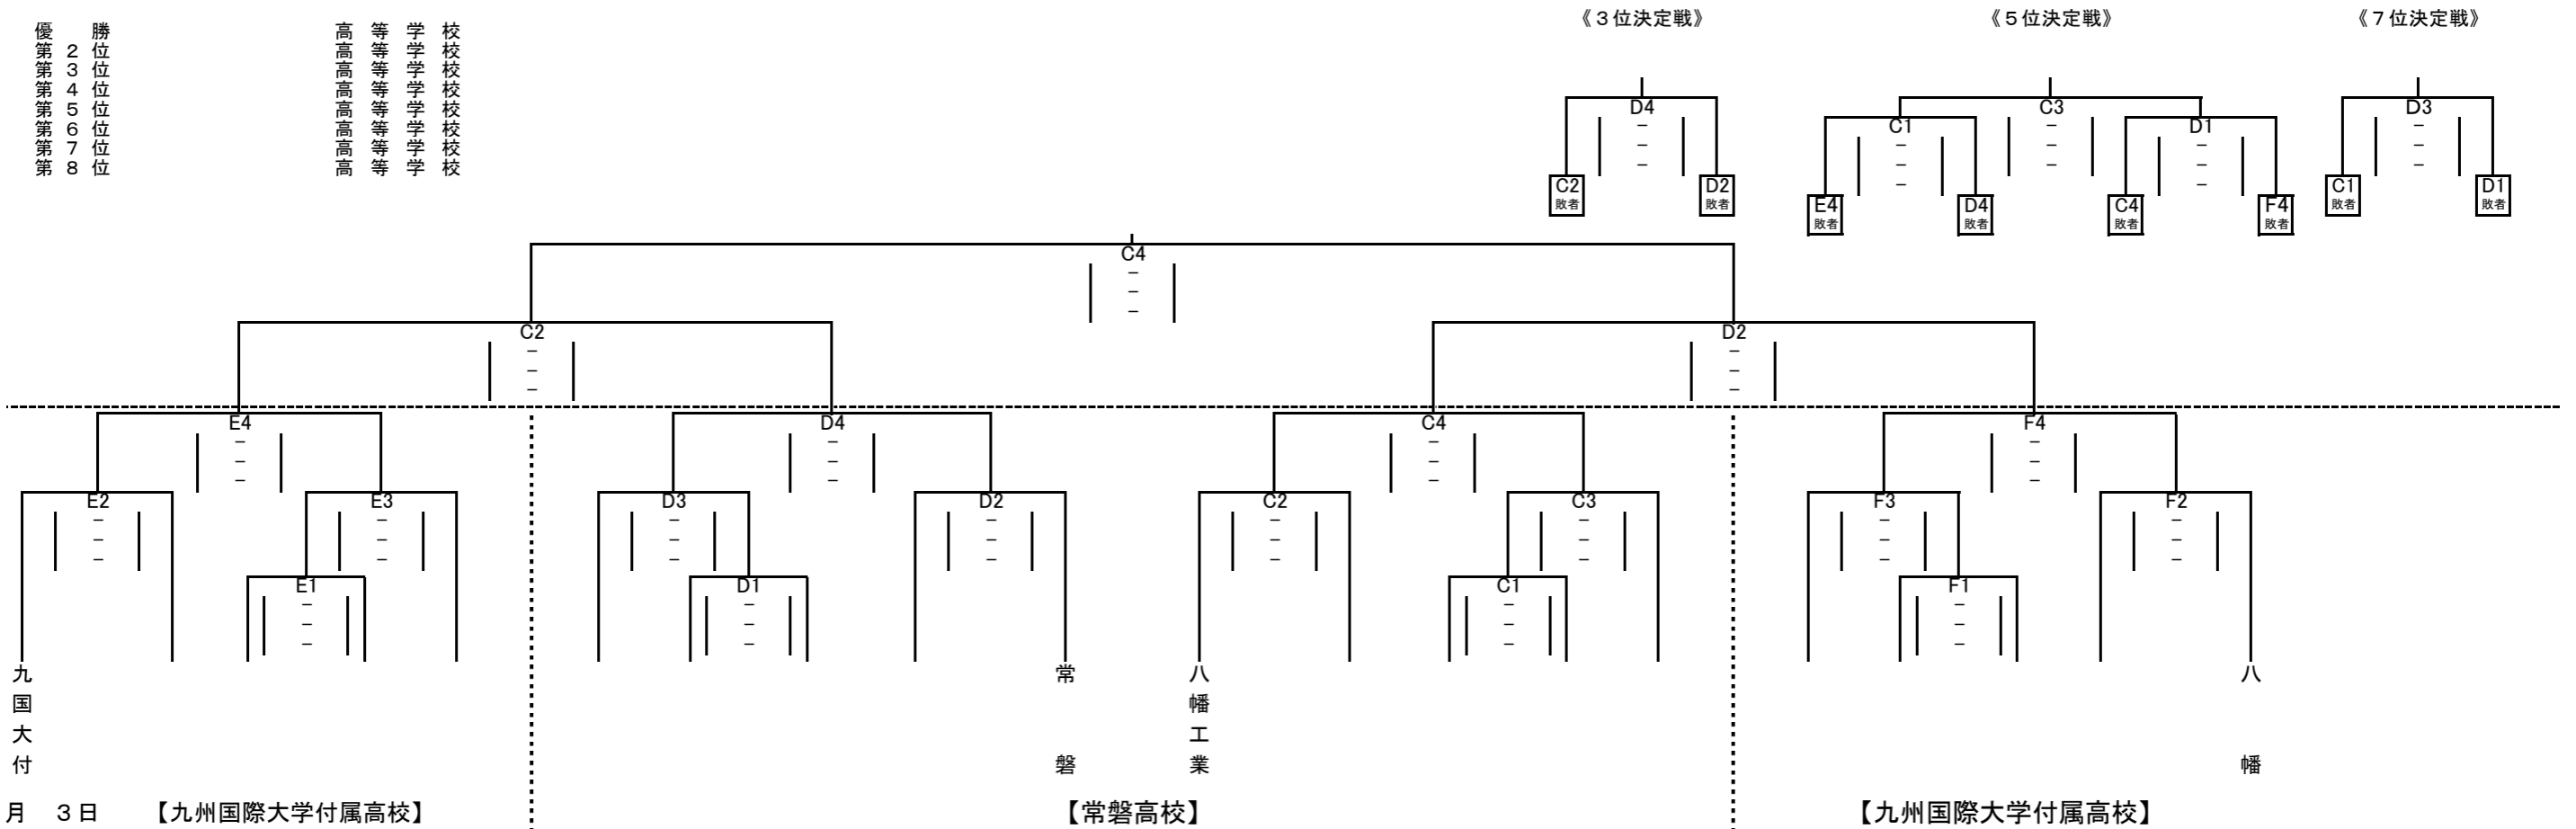 《３位決定戦》 《５位決定戦》 《７位決定戦》
優 勝 高 等 学 校
第 ２ 位 高 等 学 校
第 ３ 位 高 等 学 校
第 ４ 位 高 等 学 校
第 ５ 位 高 等 学 校
第 ６ 位 高 等 学 校
第 ７ 位 高 等 学 校
第 ８ 位 高 等 学 校
D4 C3 D3
C1 D1
C2 敗者 D2 敗者 C1 敗者 D1 敗者
E4 敗者 D4 敗者 C4 敗者 F4 敗者
C4
C2 D2
E4 D4 C4 F4
E2 E3 D3 D2 C2 C3 F3 F2
E1 D1 C1 F1
九国大付
常磐
八幡工業
八幡
月 ３日 【九州国際大学付属高校】 【常磐高校】 【九州国際大学付属高校】